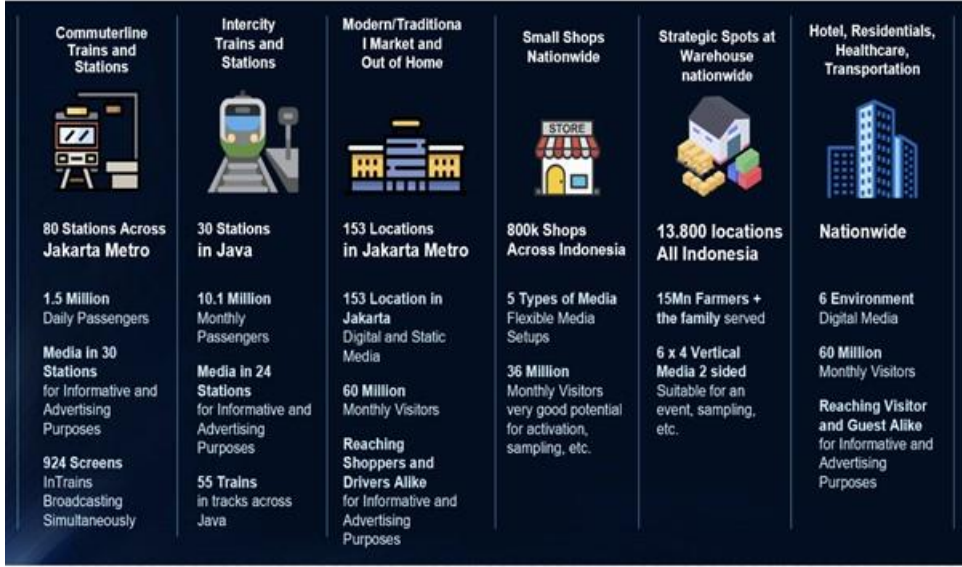 Commuterline
Trains and
Stations
80 Stations Across
Jakarta Metro
1.5 Million
Daily Passengers
Media in 30
Stations
for Informative and
Advertising
Purposes
924 Screens
InTrains
Broadcasting
Simultaneously
Intercity
Trains and
Stations
30 Stations
in Java
10.1 Million
Monthly
Passengers
Media in 24
Stations
for Informative and
Advertising
Purposes
55 Trains
in tracks across
Java
Modern/Traditiona
l Market and
Out of Home
153 Locations
in Jakarta Metro
153 Location in
Jakarta
Digital and Static
Media
60 Million
Monthly Visitors
Reaching
Shoppers and
Drivers Alike
for Informative and
Advertising
Purposes
Small Shops
Nationwide
STORE
800k Shops
Across Indonesia
5 Types of Media
Flexible Media
Setups
36 Million
Monthly Visitors
very good potential
for activation,
sampling, etc.
Strategic Spots at
Warehouse
nationwide
13.800 locations
All Indonesia
15Mn Farmers +
the family served
6 x 4 Vertical
Media 2 sided
Suitable for an
event, sampling,
etc.
Hotel, Residentials,
Healthcare,
Transportation
Nationwide
6 Environment
Digital Media
60 Million
Monthly Visitors
Reaching Visitor
and Guest Alike
for Informative and
Advertising
Purposes